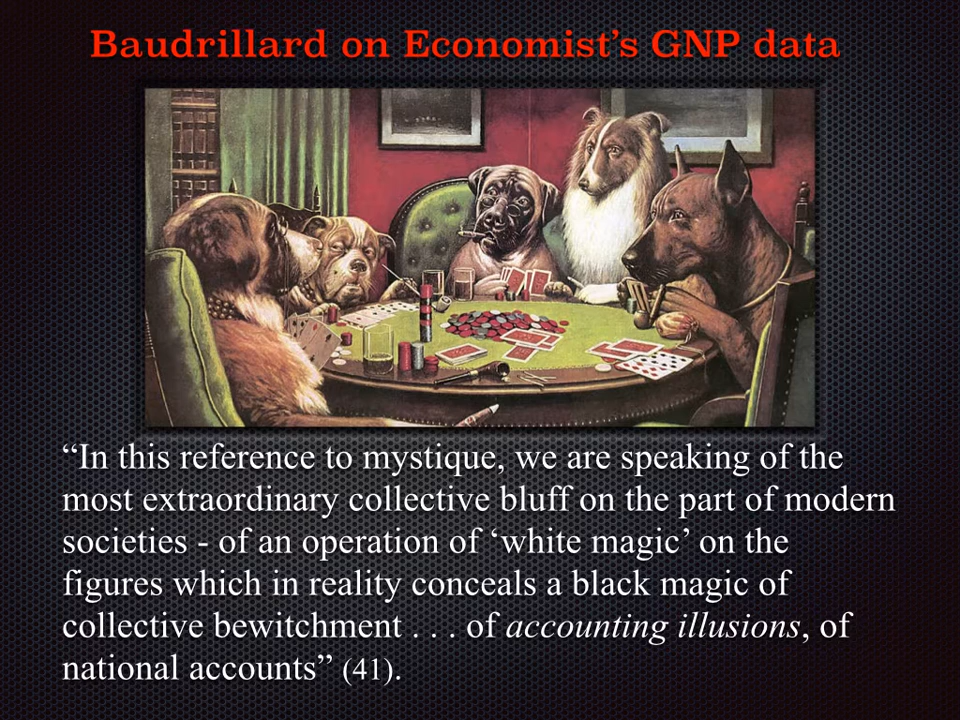 Baudrillard on Economist’s GNP data
“In this reference to mystique, we are speaking of the
most extraordinary collective bluff on the part of modern
societies - of an operation of ‘white magic’ on the
figures which in reality conceals a black magic of
collective bewitchment . . . of accounting illusions, of
national accounts” (41).